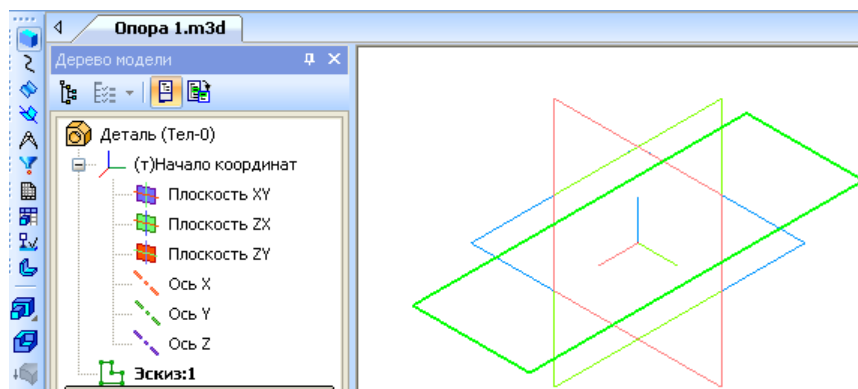 Опора 1.m3d
Дерево модели
Деталь (Тел-0)
(т)Начало координат
Плоскость XY
Плоскость ZX
Плоскость ZY
Ось X
Ось Y
Ось Z
Эскиз:1